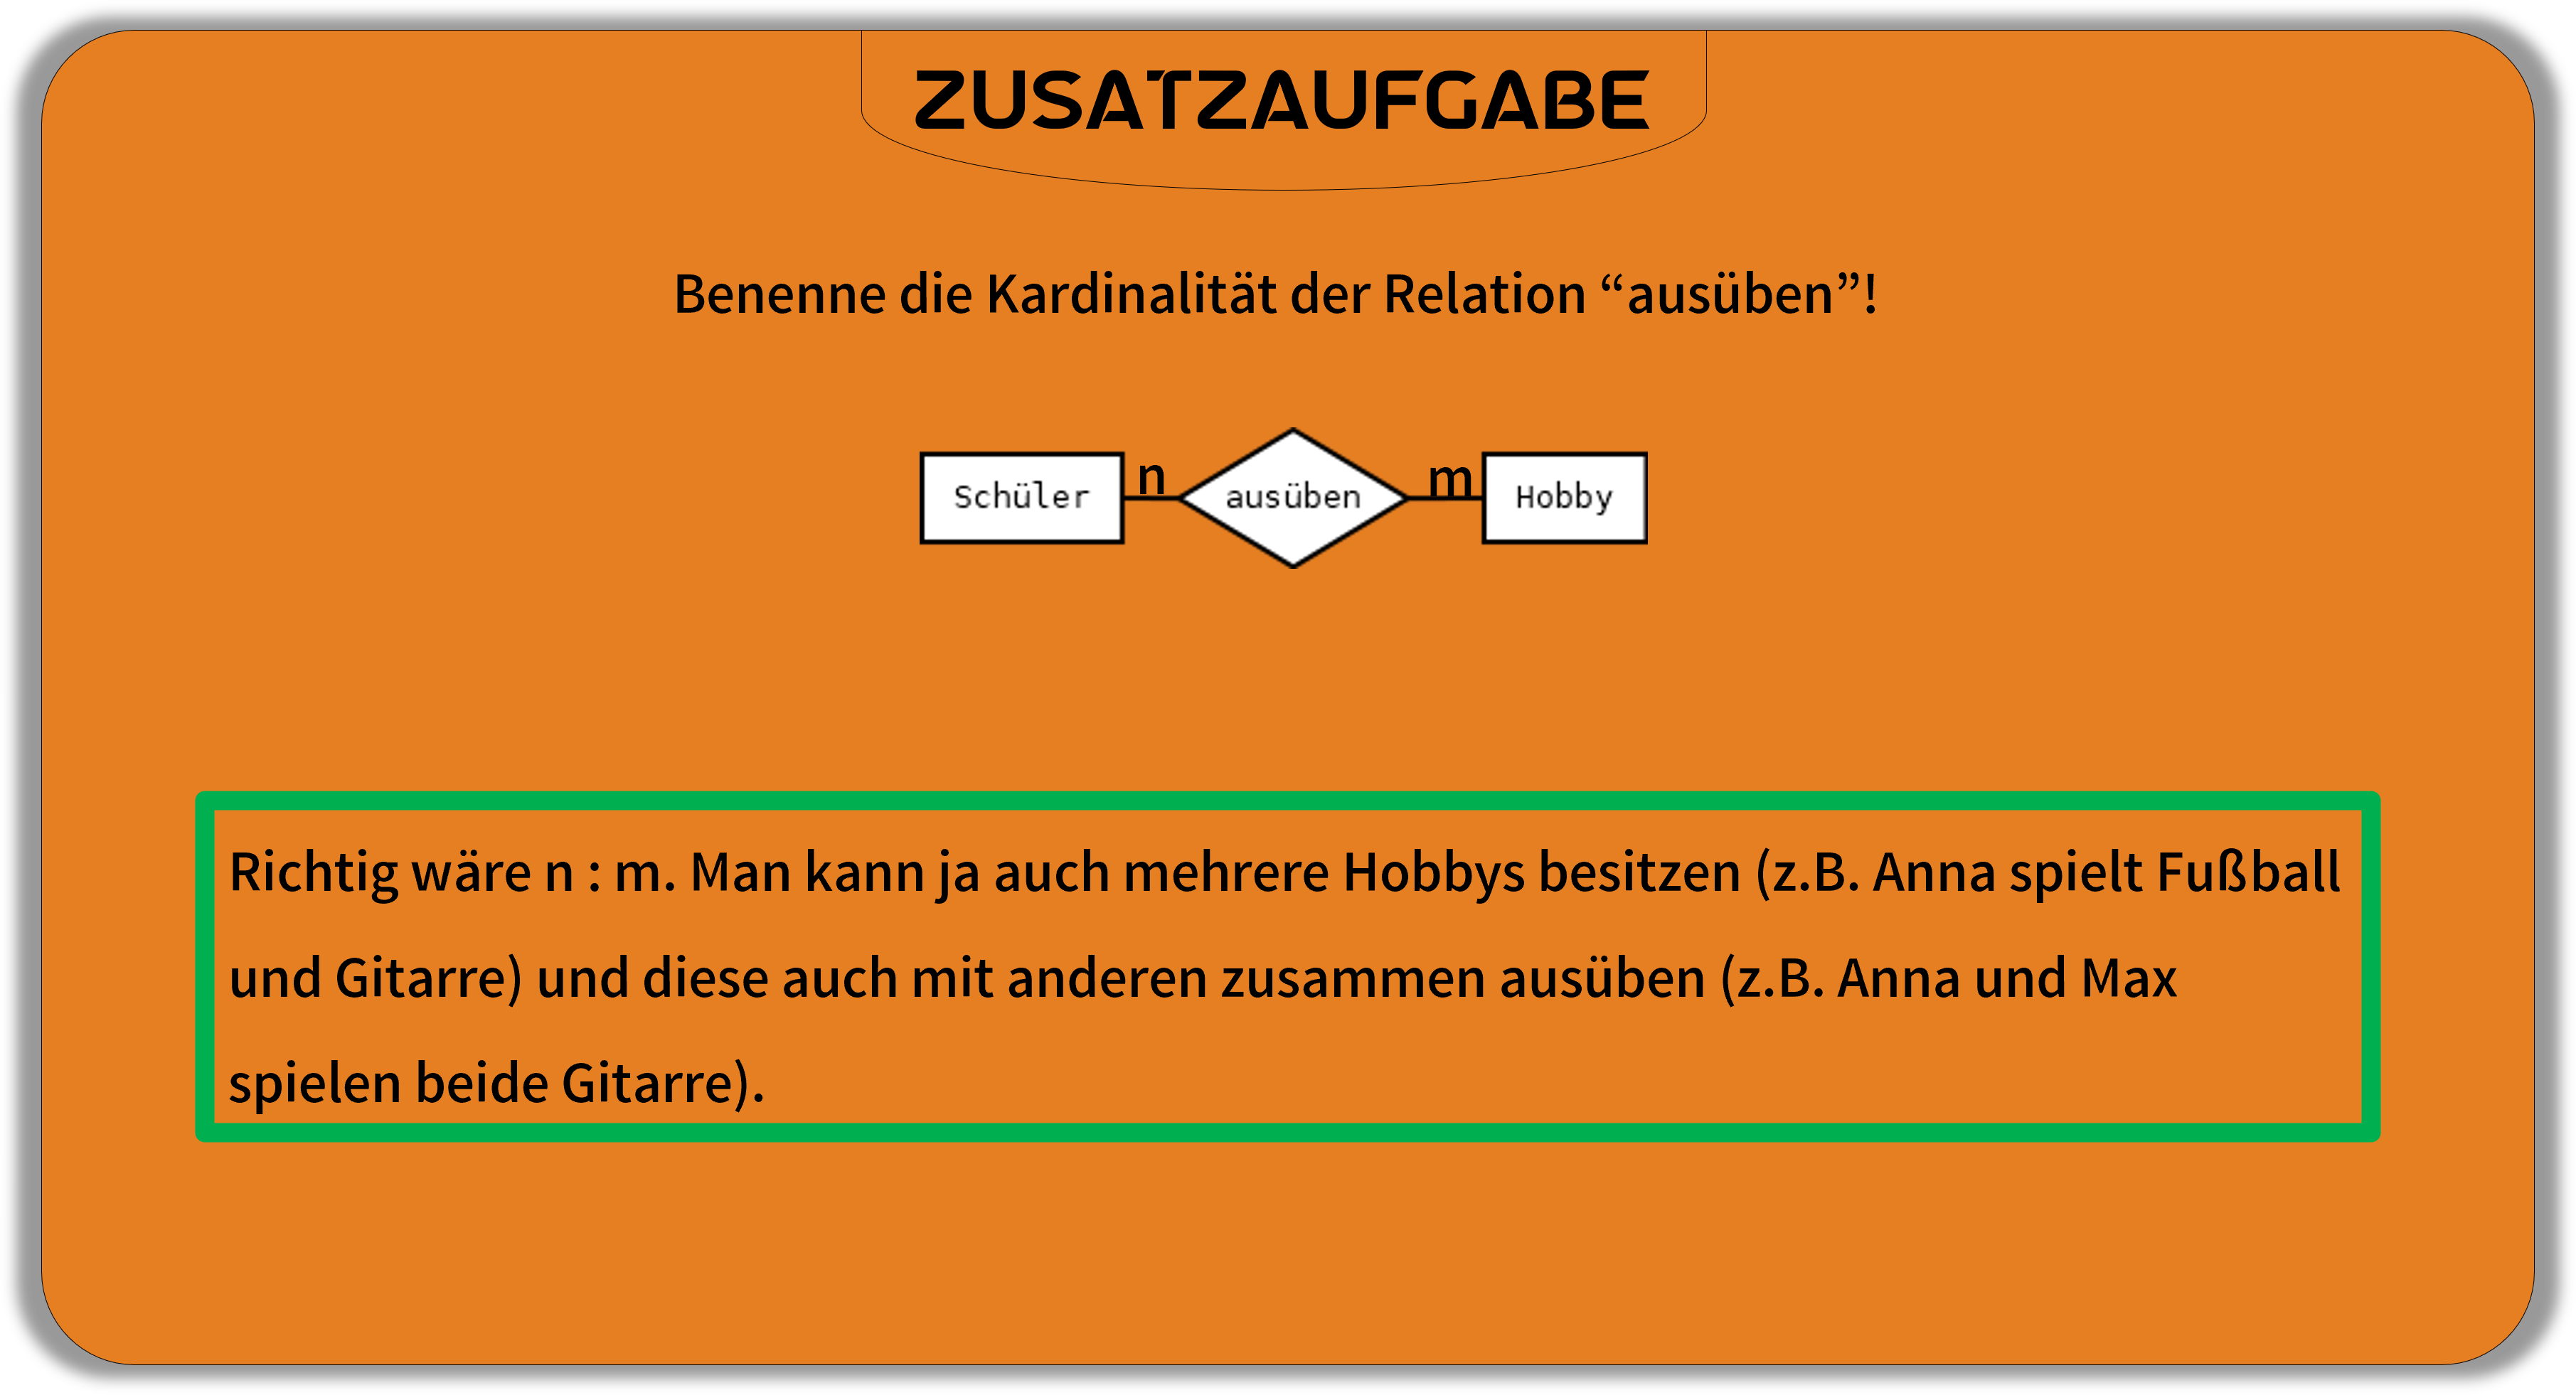 ZUSATZAUFGABE
Benenne die Kardinalität der Relation “ausüben”!
Schüler n ausüben m Hobby
Richtig wäre n : m. Man kann ja auch mehrere Hobbys besitzen (z.B. Anna spielt Fußball
und Gitarre) und diese auch mit anderen zusammen ausüben (z.B. Anna und Max
spielen beide Gitarre).